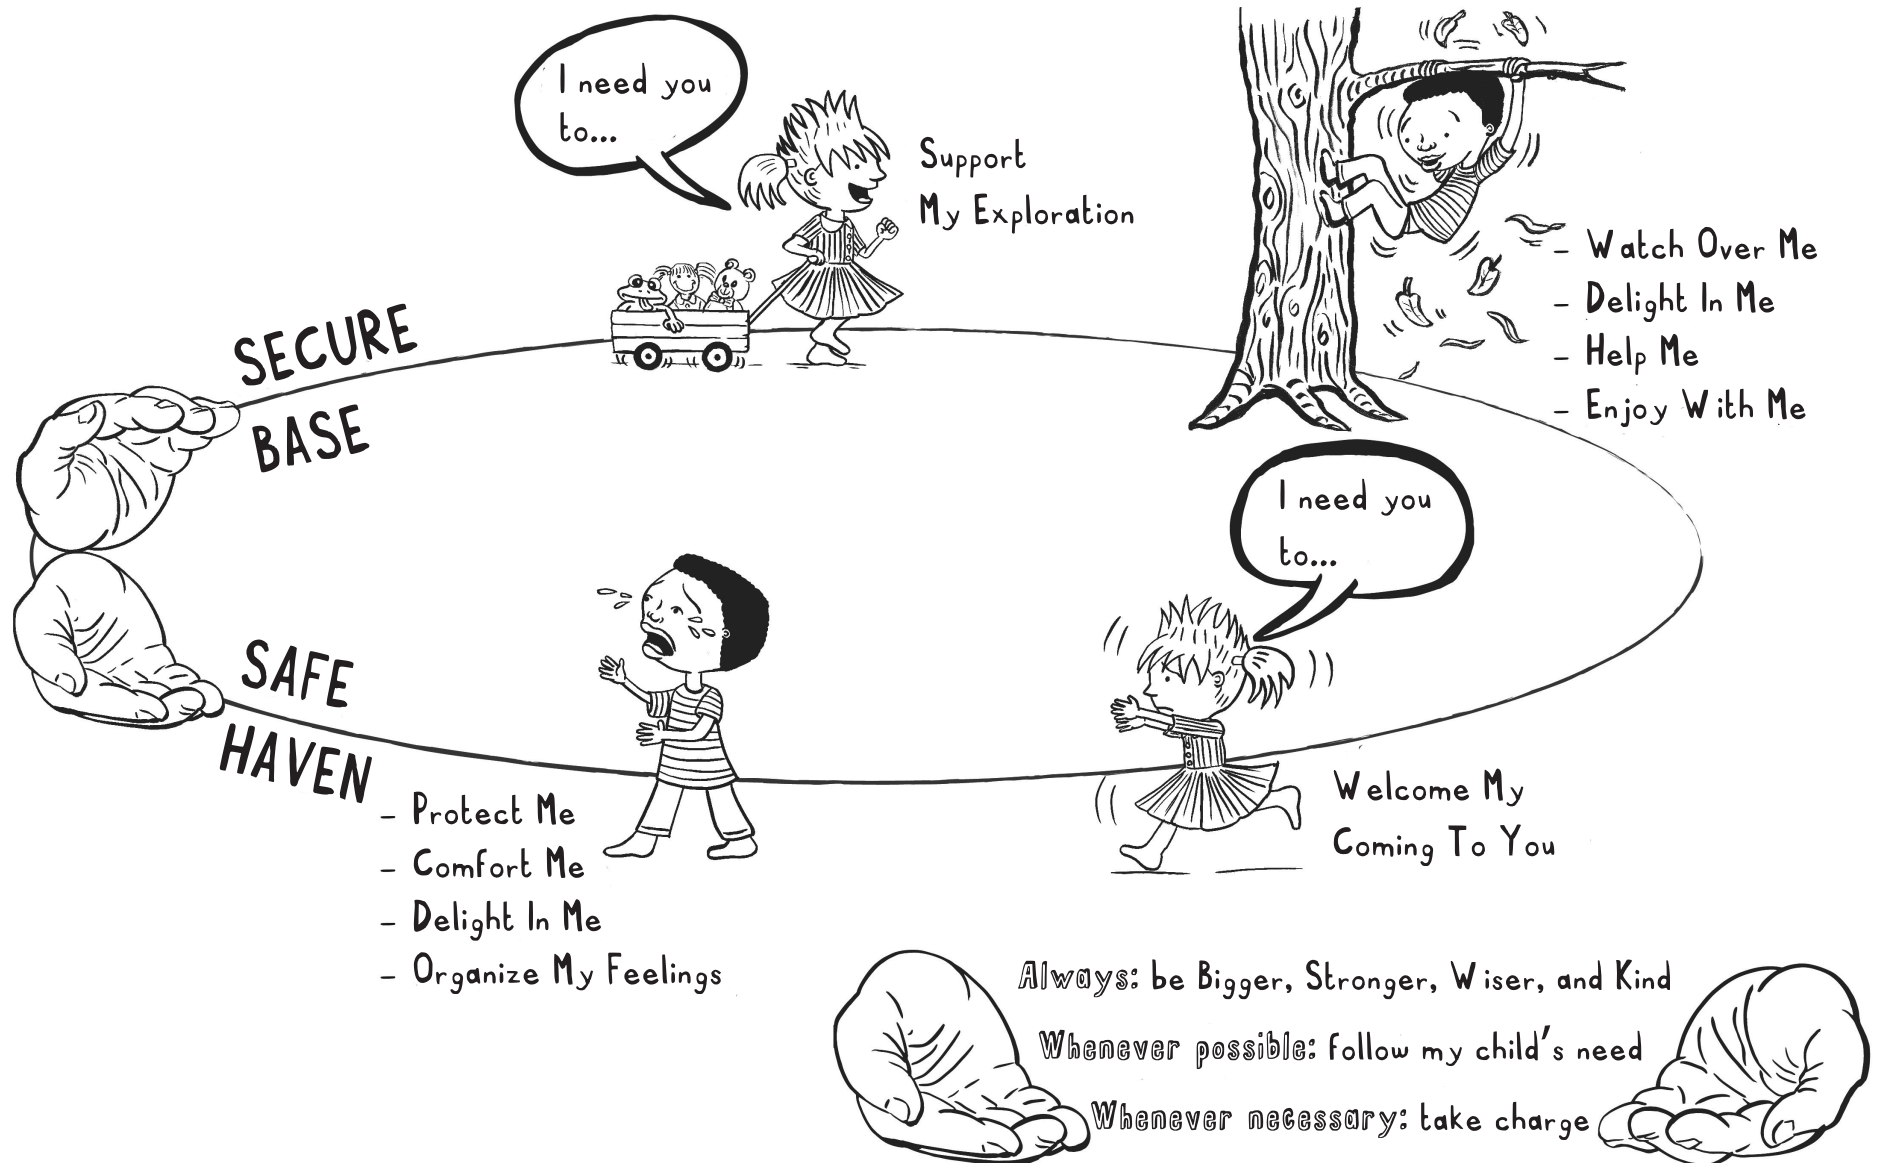 I need you
to...
Support
My Exploration
- Watch Over Me
- Delight In Me
- Help Me
- Enjoy With Me
SECURE
BASE
I need you
to...
Welcome My
Coming To You
SAFE
HAVEN
- Protect Me
- Comfort Me
- Delight In Me
- Organize My Feelings
Always: be Bigger, Stronger, Wiser, and Kind
Whenever possible: follow my child's need
Whenever necessary: take charge